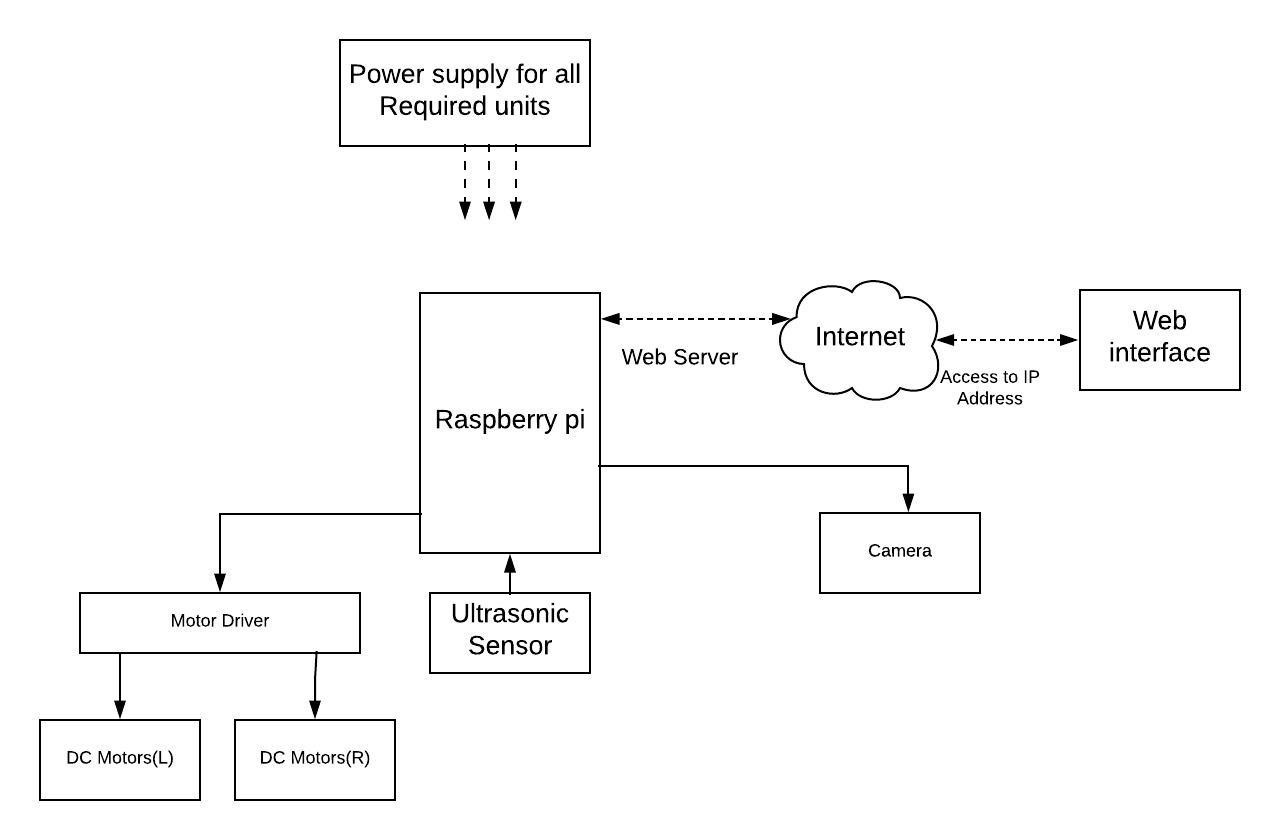 Power supply for all
Required units
Internet
Web
interface
Web Server
Access to IP
Address
Raspberry pi
Camera
Motor Driver
Ultrasonic
Sensor
DC Motors(L)
DC Motors(R)